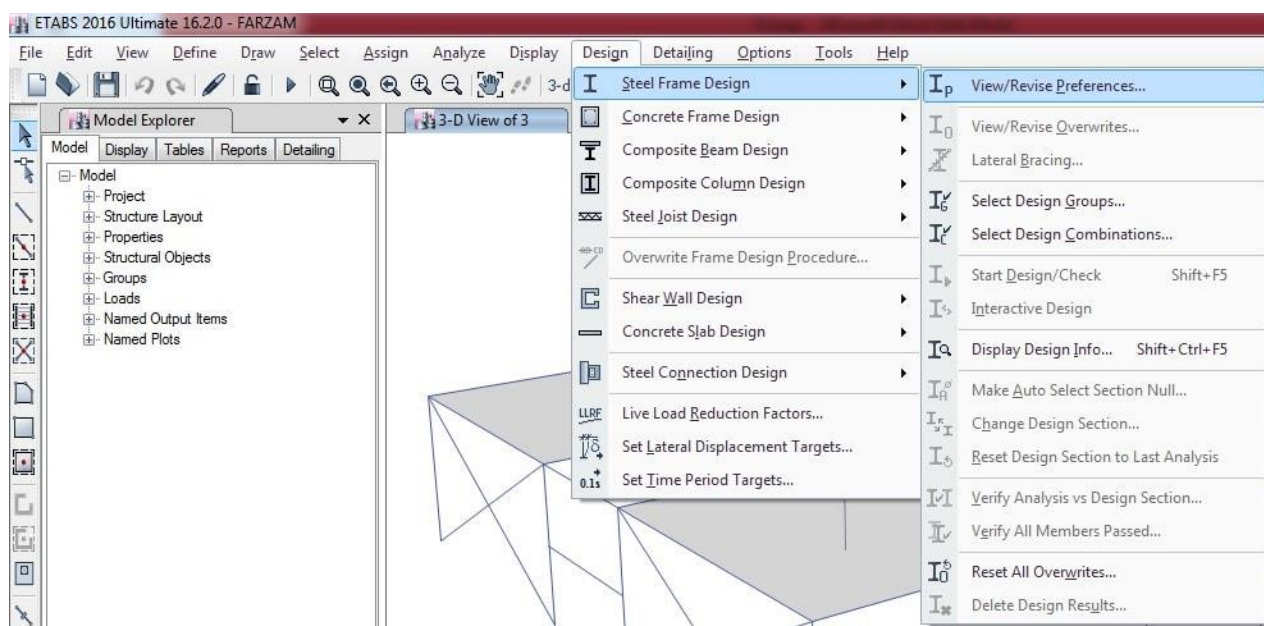 ETABS 2016 Ultimate 16.2.0 - FARZAM
File Edit View Define Draw Select Assign Analyze Display Design Detailing Options Tools Help
3-d
Model Explorer
Model Display Tables Reports Detailing
Model
Project
Structure Layout
Properties
Structural Objects
Groups
Loads
Named Output Items
Named Plots
3-D View of 3
Steel Frame Design
Concrete Frame Design
Composite Beam Design
Composite Column Design
Steel Joist Design
Overwrite Frame Design Procedure...
Shear Wall Design
Concrete Slab Design
Steel Connection Design
LLRF Live Load Reduction Factors...
Set Lateral Displacement Targets...
0.1s Set Time Period Targets...
View/Revise Preferences...
View/Revise Overwrites...
Lateral Bracing...
Select Design Groups...
Select Design Combinations...
Start Design/Check Shift+F5
Interactive Design
Display Design Info... Shift+Ctrl+F5
Make Auto Select Section Null...
Change Design Section...
Reset Design Section to Last Analysis
Verify Analysis vs Design Section...
Verify All Members Passed...
Reset All Overwrites...
Delete Design Results...